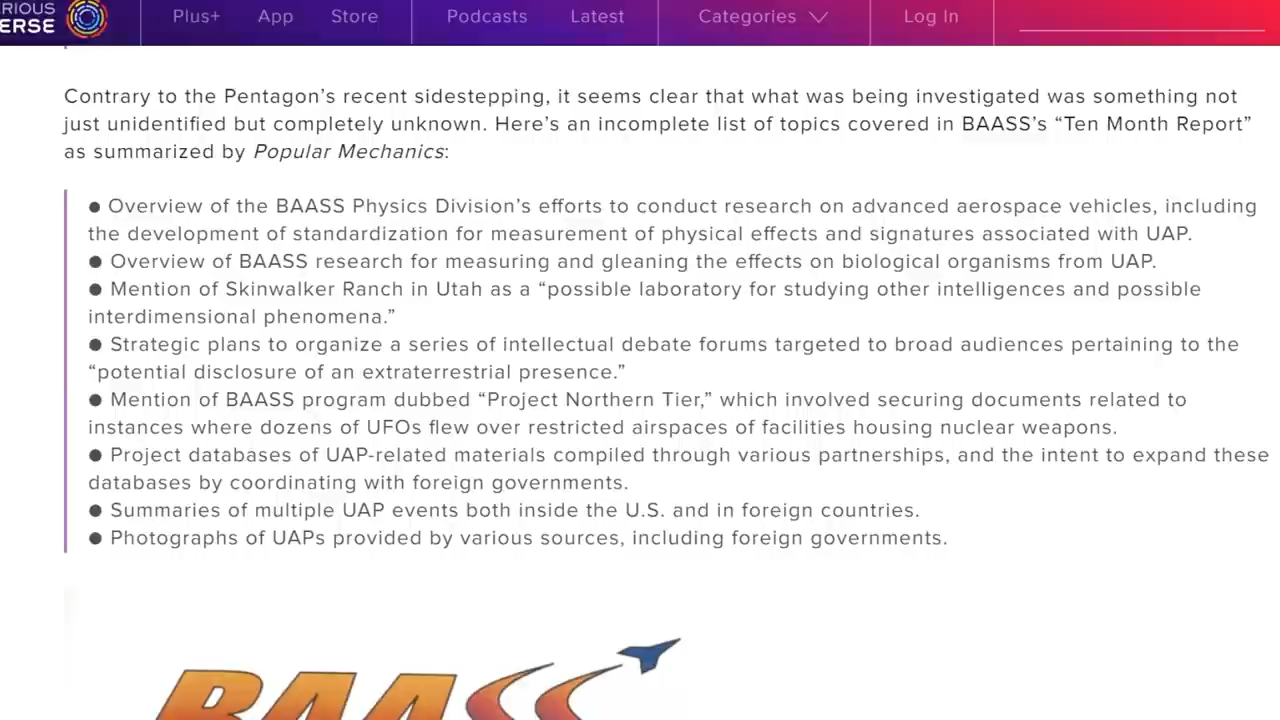 ERIOUS
ERSE
Plus+ App Store Podcasts Latest Categories Log In
Contrary to the Pentagon’s recent sidestepping, it seems clear that what was being investigated was something not
just unidentified but completely unknown. Here’s an incomplete list of topics covered in BAASS’s “Ten Month Report”
as summarized by Popular Mechanics:
● Overview of the BAASS Physics Division’s efforts to conduct research on advanced aerospace vehicles, including
the development of standardization for measurement of physical effects and signatures associated with UAP.
● Overview of BAASS research for measuring and gleaning the effects on biological organisms from UAP.
● Mention of Skinwalker Ranch in Utah as a “possible laboratory for studying other intelligences and possible
interdimensional phenomena.”
● Strategic plans to organize a series of intellectual debate forums targeted to broad audiences pertaining to the
“potential disclosure of an extraterrestrial presence.”
● Mention of BAASS program dubbed “Project Northern Tier,” which involved securing documents related to
instances where dozens of UFOs flew over restricted airspaces of facilities housing nuclear weapons.
● Project databases of UAP-related materials compiled through various partnerships, and the intent to expand these
databases by coordinating with foreign governments.
● Summaries of multiple UAP events both inside the U.S. and in foreign countries.
● Photographs of UAPs provided by various sources, including foreign governments.
BAASS